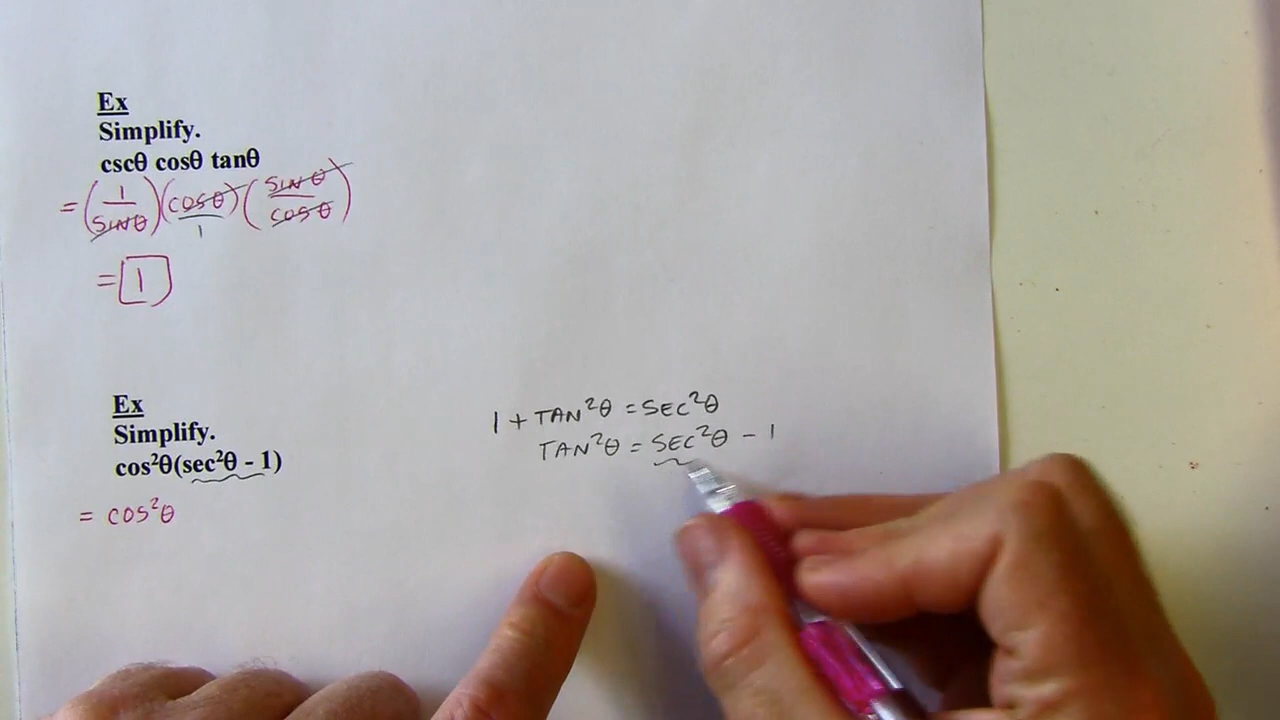 Ex
Simplify.
cscθ cosθ tanθ
= (1/sinθ)(cosθ/1)(sinθ/cosθ)
= 1
Ex
Simplify.
cos²θ(sec²θ - 1)
= cos²θ
1 + TAN²θ = SEC²θ
TAN²θ = SEC²θ - 1